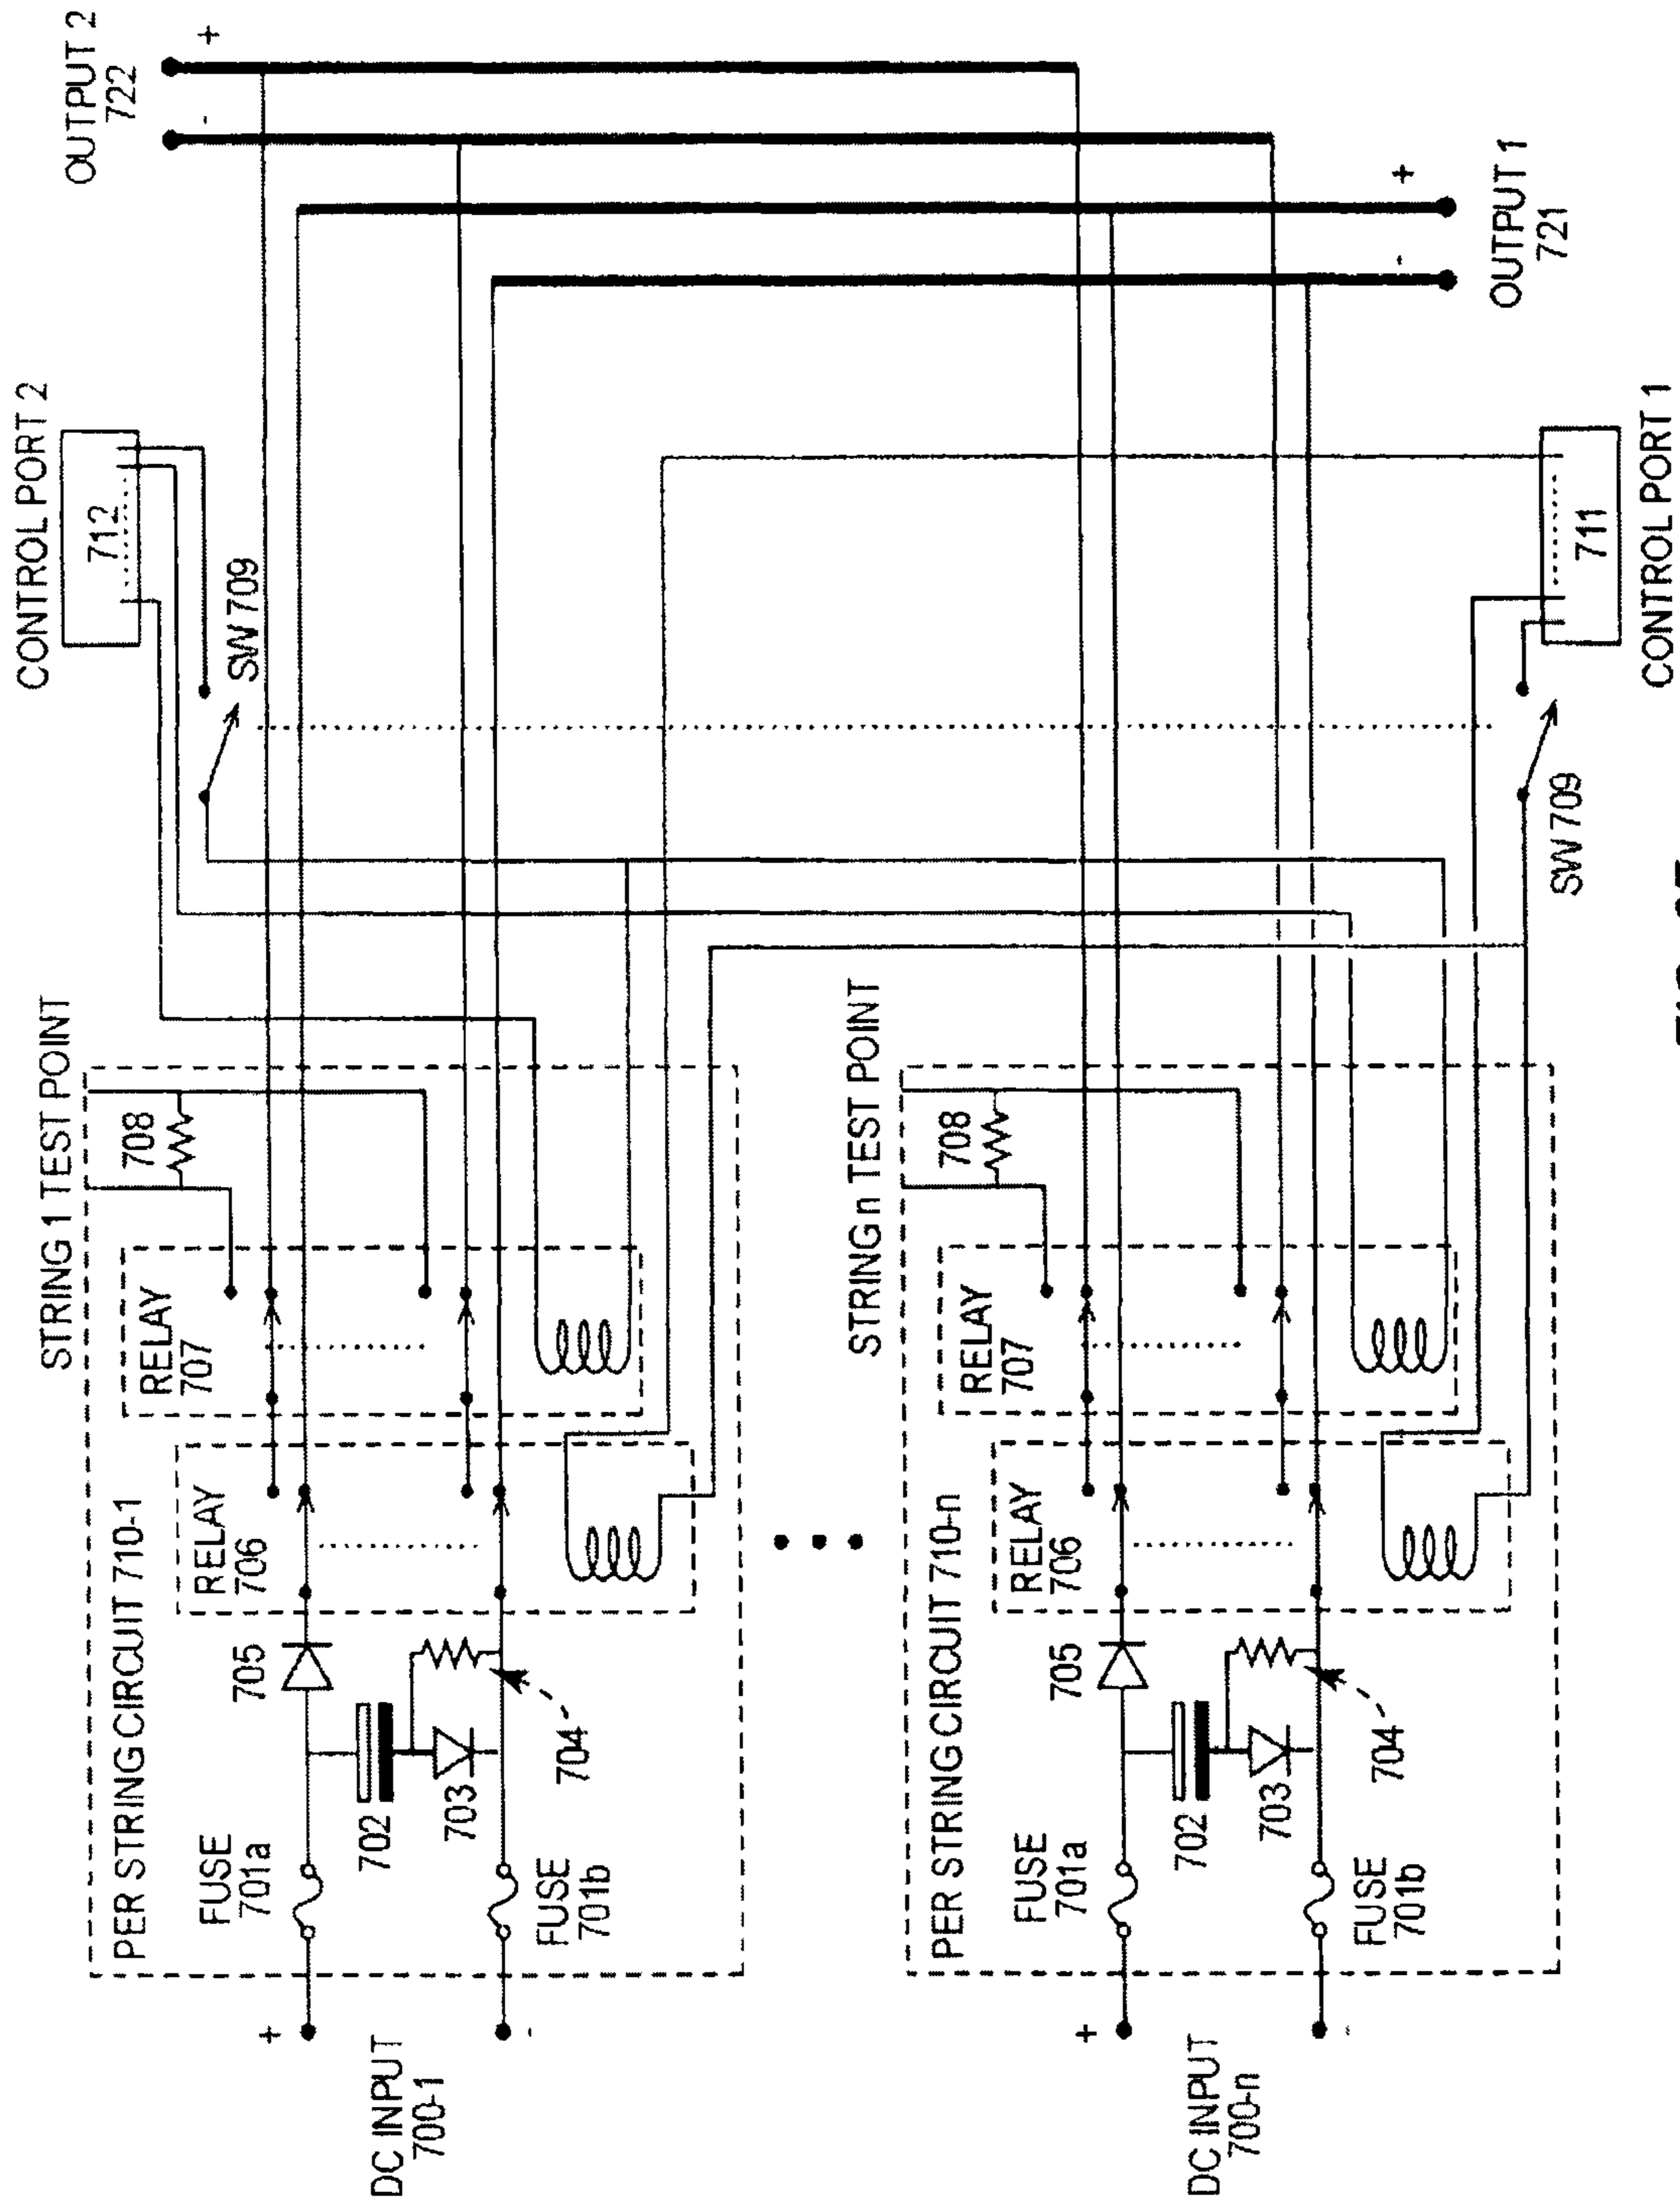 CONTROL PORT 2
OUTPUT 2
722
+
-
712
SW 709
STRING 1 TEST POINT
708
PER STRING CIRCUIT 710-1
RELAY
706
RELAY
707
FUSE
701a
702
703
704
705
FUSE
701b
+
-
DC INPUT
700-1
STRING n TEST POINT
708
PER STRING CIRCUIT 710-n
RELAY
706
RELAY
707
FUSE
701a
702
703
704
705
FUSE
701b
+
-
DC INPUT
700-n
+
-
OUTPUT 1
721
SW 709
711
CONTROL PORT 1